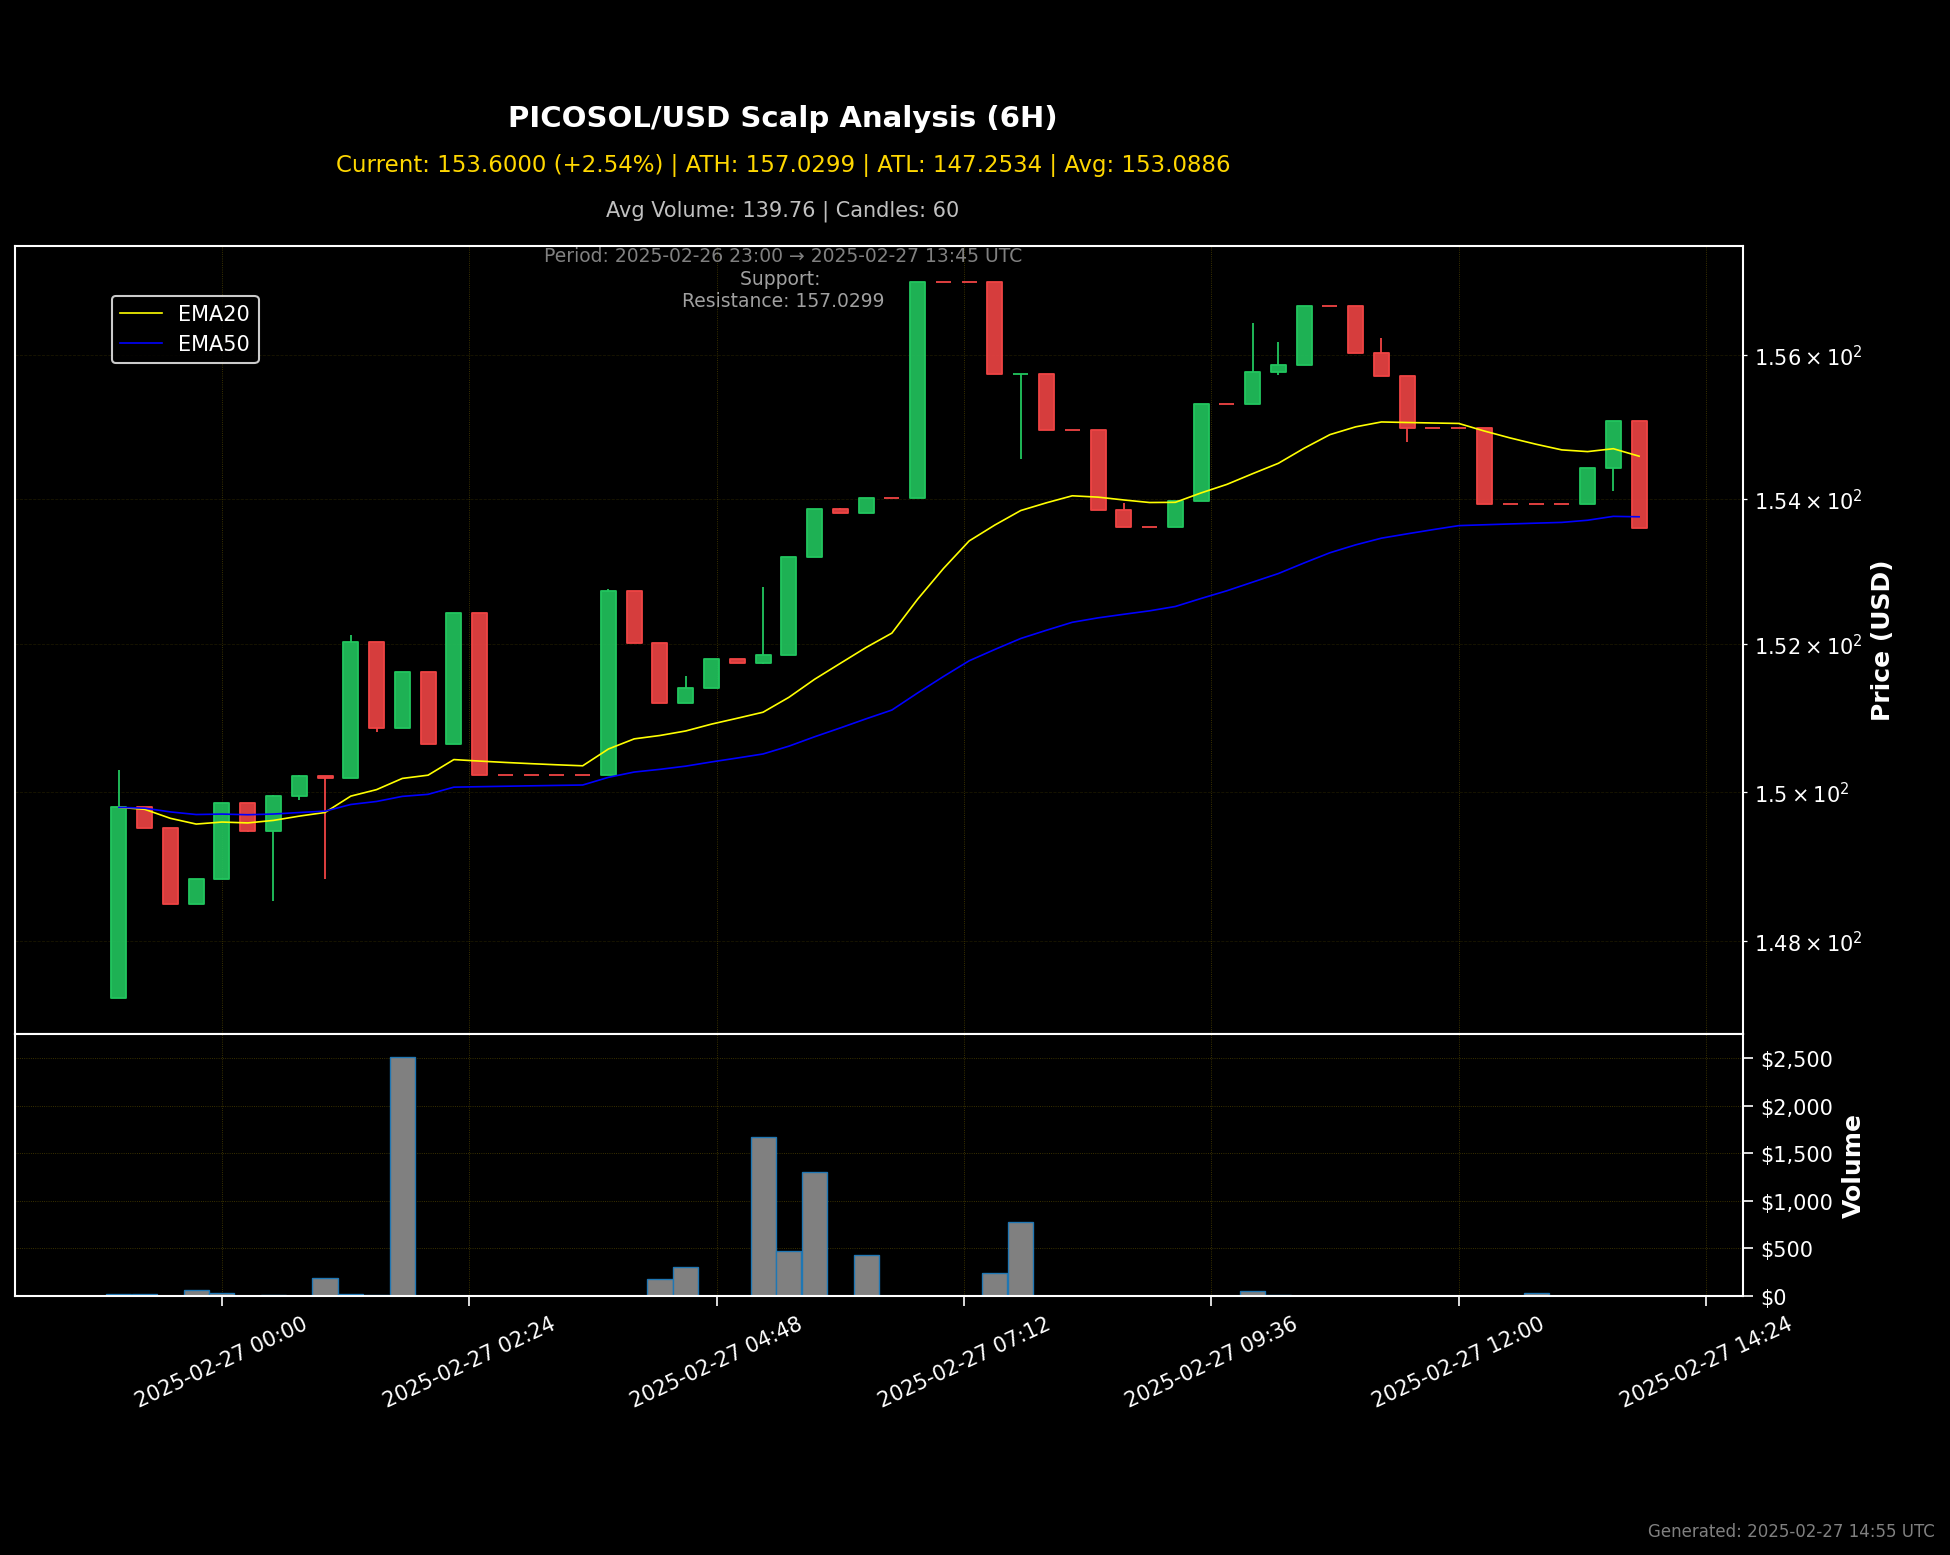 PICOSOL/USD Scalp Analysis (6H)
Current: 153.6000 (+2.54%) | ATH: 157.0299 | ATL: 147.2534 | Avg: 153.0886
Avg Volume: 139.76 | Candles: 60
Period: 2025-02-26 23:00 → 2025-02-27 13:45 UTC
Support:
Resistance: 157.0299
EMA20
EMA50
1.56 × 10²
1.54 × 10²
1.52 × 10²
1.5 × 10²
1.48 × 10²
Price (USD)
$2,500
$2,000
$1,500
$1,000
$500
$0
Volume
2025-02-27 00:00
2025-02-27 02:24
2025-02-27 04:48
2025-02-27 07:12
2025-02-27 09:36
2025-02-27 12:00
2025-02-27 14:24
Generated: 2025-02-27 14:55 UTC